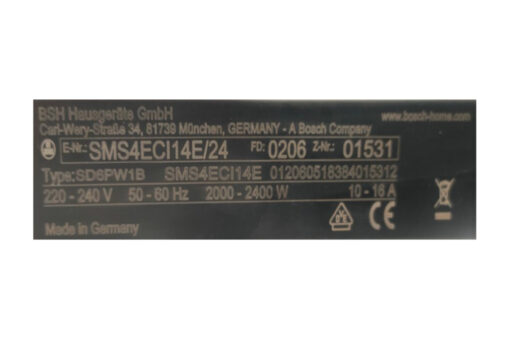 BSH Hausgeräte GmbH
Carl-Wery-Straße 34, 81739 München, GERMANY - A Bosch Company
www.bosch-home.com
E-Nr.: SMS4ECI14E/24 FD: 0206 Z-Nr.: 01531
Type: SD6PW1B SMS4ECI14E 012060518384015312
220 - 240 V 50 - 60 Hz 2000 - 2400 W 10 - 16 A
Made in Germany
CE